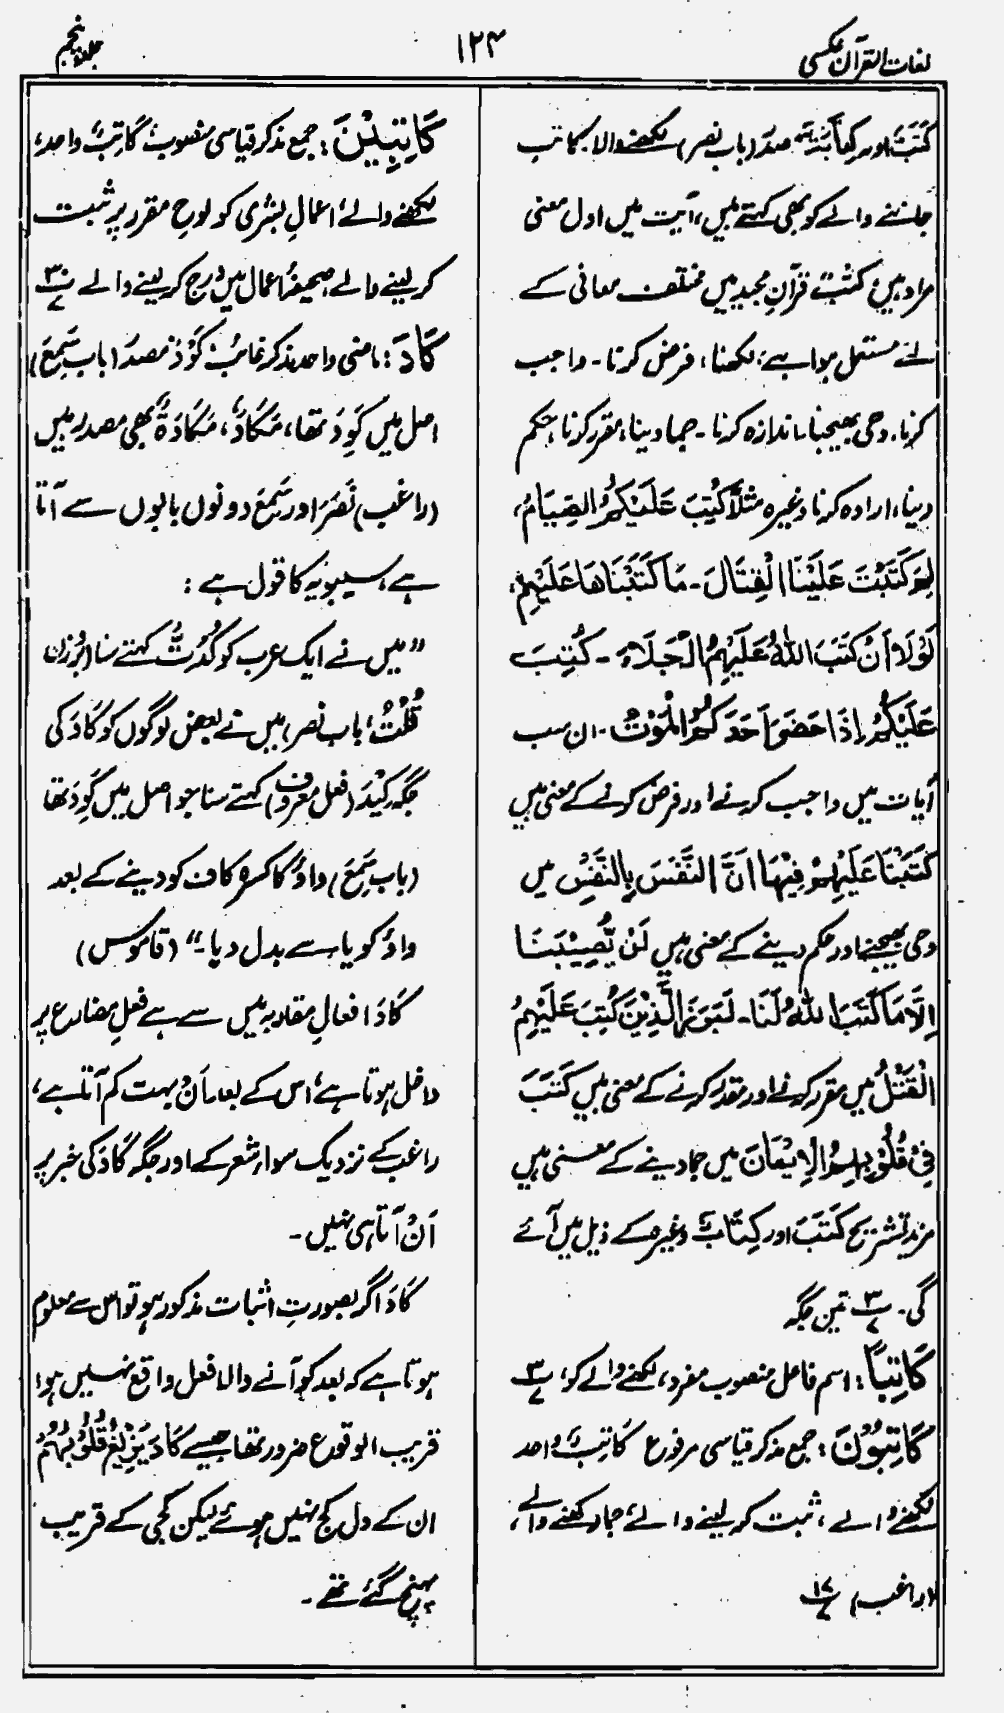 لغات القرآن عکسی
۱۲۴
جلد پنجم
كَتَبَ اور كِتَابَةٌ مصدر (باب نصر) لکھنے والا، کاتب
جاننے والے کو بھی کہتے ہیں، آیت میں اول معنی
مراد ہیں، كَتَبَ قرآن مجید میں مختلف معانی کے
لئے مستعمل ہوا ہے، لکھنا، فرض کرنا۔ واجب
کرنا۔ وحی بھیجنا، اندازہ کرنا۔ جما دینا، مقرر کرنا، حکم
دینا، ارادہ کرنا وغیرہ مثلاً كُتِبَ عَلَيْكُمُ الصِّيَامُ،
لِمَ كَتَبْتَ عَلَيْنَا الْقِتَالَ۔ مَا كَتَبْنَاهَا عَلَيْهِمْ،
لَوْلَا اَنْ كَتَبَ اللّٰهُ عَلَيْهِمُ الْجَلَاءَ۔ كُتِبَ
عَلَيْكُمْ اِذَا حَضَرَ اَحَدَكُمُ الْمَوْتُ۔ ان سب
آیات میں واجب کرنے اور فرض کرنے کے معنی ہیں
كَتَبْنَا عَلَيْهِمْ فِيْهَا اَنَّ النَّفْسَ بِالنَّفْسِ میں
وحی بھیجنے اور حکم دینے کے معنی ہیں لَنْ يُّصِيْبَنَا
اِلَّا مَا كَتَبَ اللّٰهُ لَنَا۔ لَبَرَزَ الَّذِيْنَ كُتِبَ عَلَيْهِمُ
الْقَتْلُ میں مقرر کرنے اور مقدر کرنے کے معنی ہیں كَتَبَ
فِيْ قُلُوْبِهِمُ الْاِيْمَانَ میں جما دینے کے معنی ہیں
مزید تشریح كَتَبَ اور كِتَابٌ وغیرہ کے ذیل میں آئے
گی۔ ۳/۷ تین جگہ
كَاتِبًا: اسم فاعل منصوب مفرد، لکھنے والے کو، ۳/۷
كَاتِبُوْنَ: جمع مذکر قیاسی مرفوع كَاتِبٌ واحد
لکھنے والے، ثبت کر لینے والے، جما رکھنے والے،
(راغب) ۱۷/۷
كَاتِبِيْنَ: جمع مذکر قیاسی منصوب، كَاتِبٌ واحد،
لکھنے والے، اعمالِ بشری کو لوح مقرر پر ثبت
کر لینے والے، صحیفۂ اعمال میں درج کر لینے والے ۳۰/۷
كَادَ: ماضی واحد مذکر غائب كَوْدٌ مصدر (باب سَمِعَ)
اصل میں كَوِدَ تھا، مَكَادٌ، مَكَادَةٌ بھی مصدر ہیں
(راغب) نَصَرَ اور سَمِعَ دونوں بابوں سے آتا
ہے، سیبویہ کا قول ہے:
”میں نے ایک عرب کو كُدْتُ کہتے سنا (بروزن
قُلْتُ، باب نصر، میں نے بعض لوگوں کو كَادَ کی
جگہ كِيْدَ (فعل معروف) کہتے سنا جو اصل میں كَوِدَ تھا
(باب سَمِعَ) واؤ کا کسرہ کاف کو دینے کے بعد
واؤ کو یا سے بدل دیا۔“ (قاموس)
كَادَ افعال مقاربہ میں سے ہے فعل مضارع پر
داخل ہوتا ہے، اس کے بعد اَنْ بہت کم آتا ہے،
راغب کے نزدیک سواء شعر کے اور جگہ كَادَ کی خبر پر
اَنْ آتا ہی نہیں۔
كَادَ اگر بصورتِ اثبات مذکور ہو تو اس سے معلوم
ہوتا ہے کہ بعد کو آنے والا فعل واقع نہیں ہوا
قریب الوقوع ضرور تھا جیسے كَادَ يَزِيْغُ قُلُوْبُهُمْ
ان کے دل کج نہیں ہوئے لیکن کجی کے قریب
پہنچ گئے تھے۔